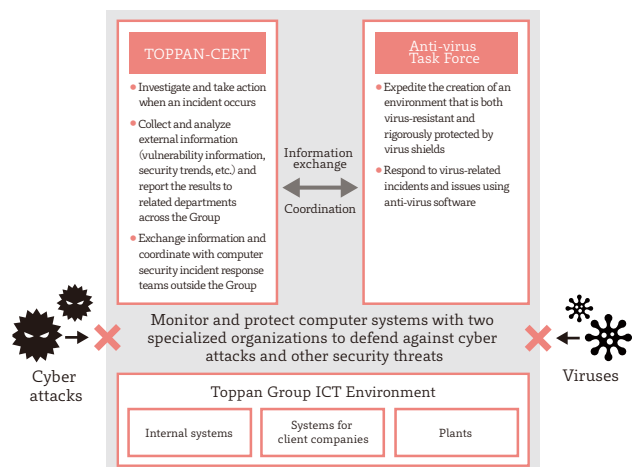 TOPPAN-CERT
• Investigate and take action
when an incident occurs
• Collect and analyze
external information
(vulnerability information,
security trends, etc.) and
report the results to
related departments
across the Group
• Exchange information and
coordinate with computer
security incident response
teams outside the Group
Information
exchange
Coordination
Anti-virus
Task Force
• Expedite the creation of an
environment that is both
virus-resistant and
rigorously protected by
virus shields
• Respond to virus-related
incidents and issues using
anti-virus software
Cyber
attacks
Monitor and protect computer systems with two
specialized organizations to defend against cyber
attacks and other security threats
Viruses
Toppan Group ICT Environment
Internal systems
Systems for
client companies
Plants